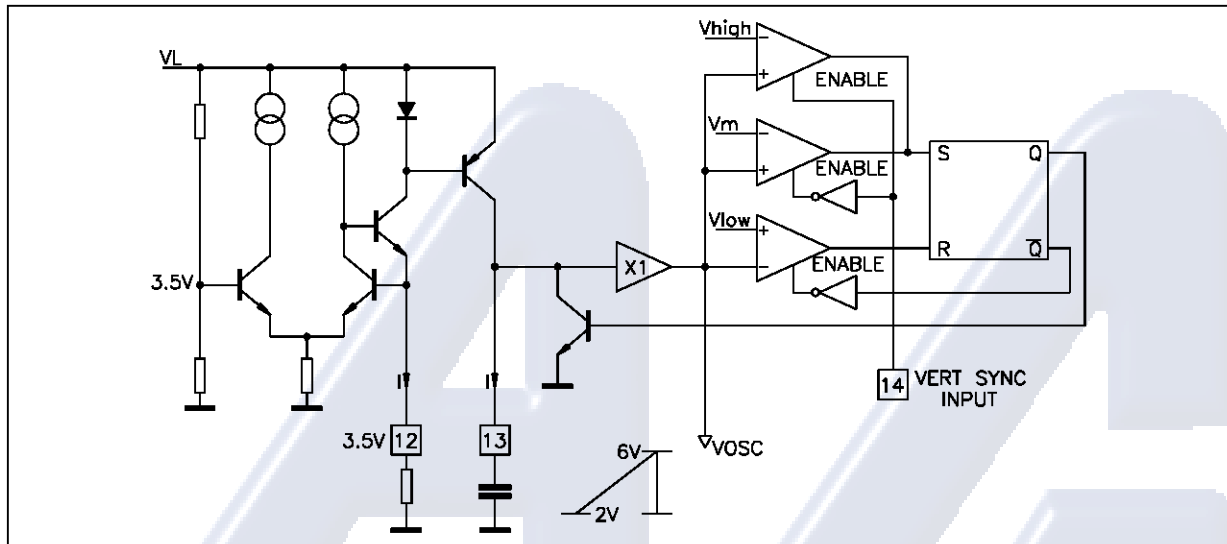 VL
Vhigh
−
+
ENABLE
Vm
−
+
ENABLE
S
Q
3.5V
X1
Vlow
+
−
ENABLE
R
Q̅
I
I
14
VERT SYNC
INPUT
3.5V
12
13
6V
2V
VOSC